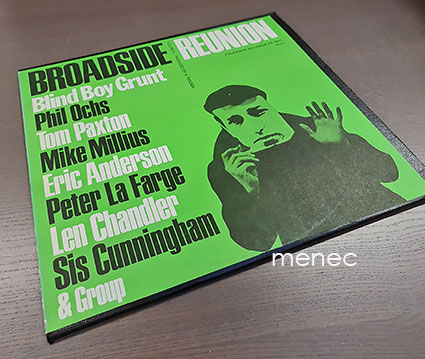 BROADSIDE REUNION
Blind Boy Grunt
Phil Ochs
Tom Paxton
Mike Millius
Eric Anderson
Peter La Farge
Len Chandler
Sis Cunningham
& Group
menec